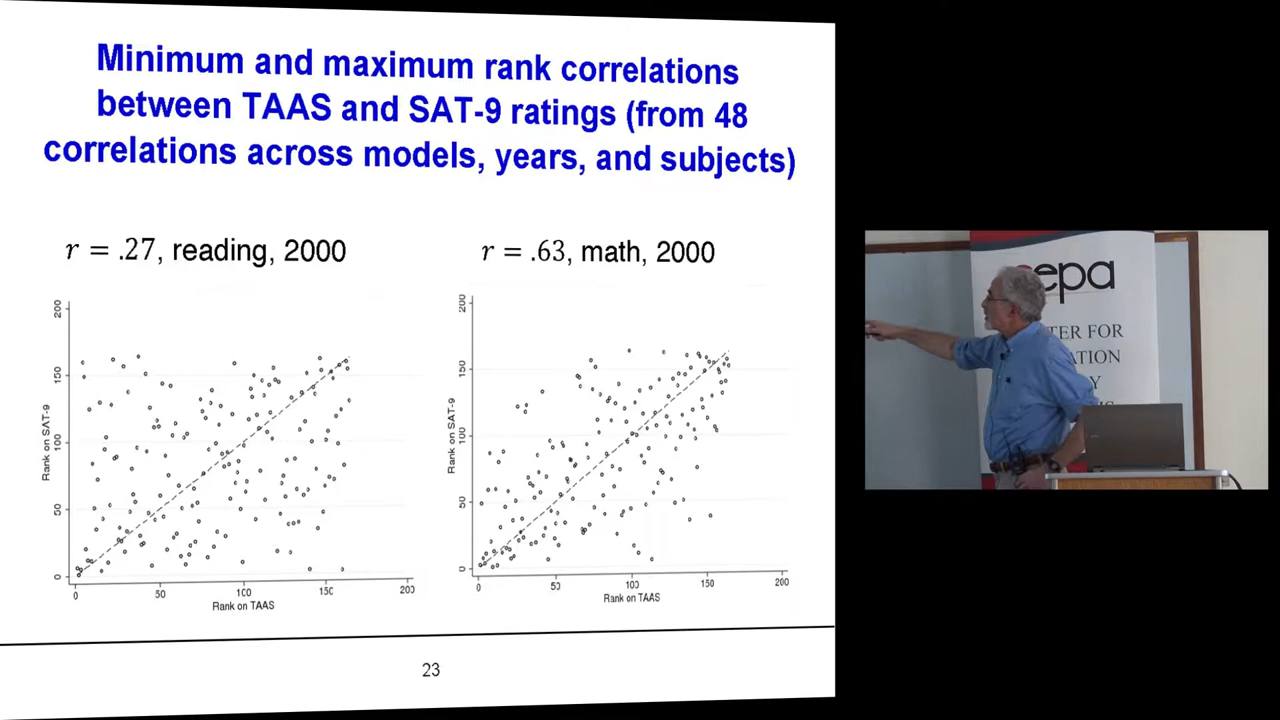 Minimum and maximum rank correlations
between TAAS and SAT-9 ratings (from 48
correlations across models, years, and subjects)
r = .27, reading, 2000
r = .63, math, 2000
200
150
100
50
0
Rank on SAT-9
0 50 100 150 200
Rank on TAAS
200
150
100
50
0
Rank on SAT-9
0 50 100 150 200
Rank on TAAS
23
cepa
TER FOR
ATION
Y